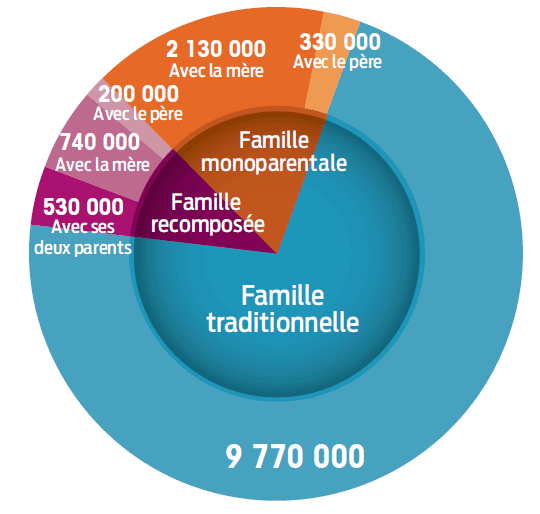 2 130 000
Avec la mère
330 000
Avec le père
200 000
Avec le père
740 000
Avec la mère
530 000
Avec ses
deux parents
Famille
monoparentale
Famille
recomposée
Famille
traditionnelle
9 770 000